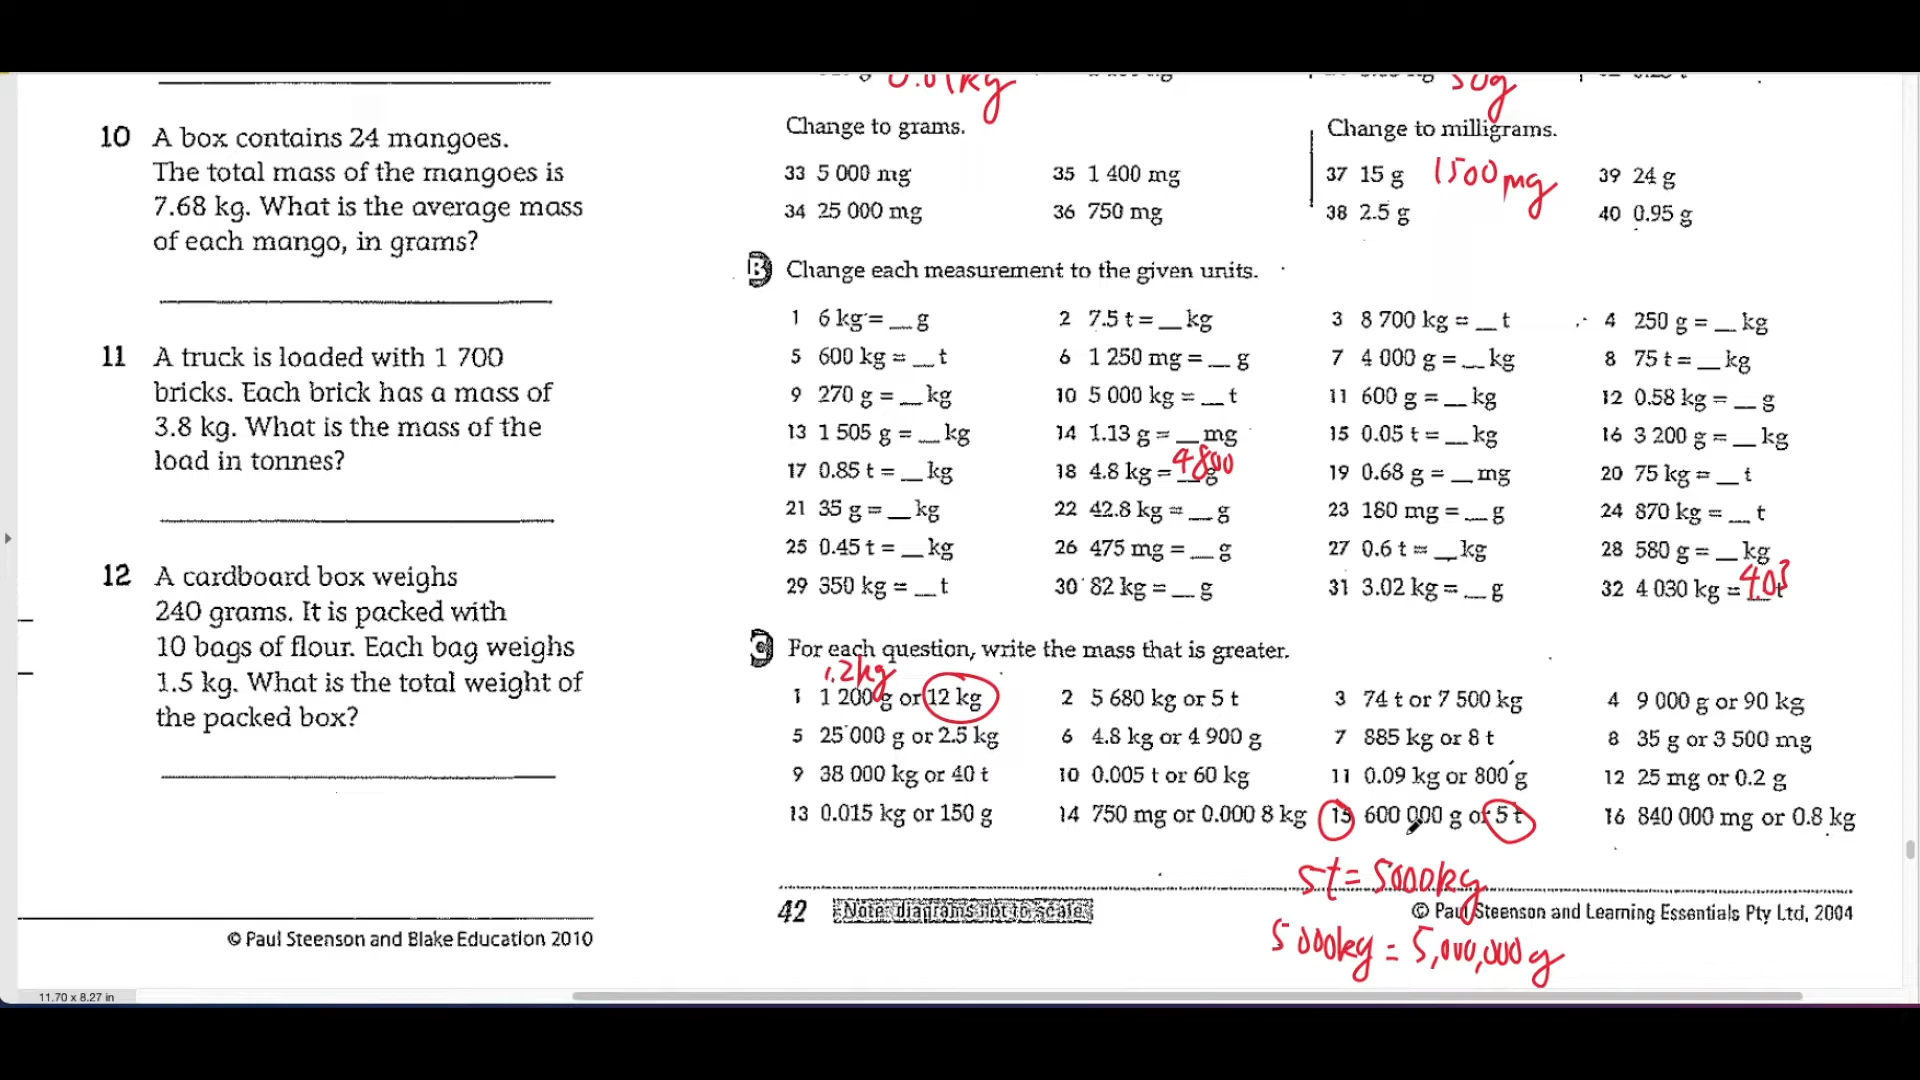 0.01kg
50g
10 A box contains 24 mangoes.
The total mass of the mangoes is
7.68 kg. What is the average mass
of each mango, in grams?
11 A truck is loaded with 1 700
bricks. Each brick has a mass of
3.8 kg. What is the mass of the
load in tonnes?
12 A cardboard box weighs
240 grams. It is packed with
10 bags of flour. Each bag weighs
1.5 kg. What is the total weight of
the packed box?
© Paul Steenson and Blake Education 2010
Change to grams. Change to milligrams.
33 5 000 mg 35 1 400 mg 37 15 g 1500mg 39 24 g
34 25 000 mg 36 750 mg 38 2.5 g 40 0.95 g
B Change each measurement to the given units.
1 6 kg = __ g 2 7.5 t = __ kg 3 8 700 kg = __ t 4 250 g = __ kg
5 600 kg = __ t 6 1 250 mg = __ g 7 4 000 g = __ kg 8 75 t = __ kg
9 270 g = __ kg 10 5 000 kg = __ t 11 600 g = __ kg 12 0.58 kg = __ g
13 1 505 g = __ kg 14 1.13 g = __ mg 15 0.05 t = __ kg 16 3 200 g = __ kg
17 0.85 t = __ kg 18 4.8 kg = 4800 g 19 0.68 g = __ mg 20 75 kg = __ t
21 35 g = __ kg 22 42.8 kg = __ g 23 180 mg = __ g 24 870 kg = __ t
25 0.45 t = __ kg 26 475 mg = __ g 27 0.6 t = __ kg 28 580 g = __ kg
29 350 kg = __ t 30 82 kg = __ g 31 3.02 kg = __ g 32 4 030 kg = 4.03 t
C For each question, write the mass that is greater.
1.2kg
1 1 200 g or 12 kg 2 5 680 kg or 5 t 3 74 t or 7 500 kg 4 9 000 g or 90 kg
5 25 000 g or 2.5 kg 6 4.8 kg or 4 900 g 7 885 kg or 8 t 8 35 g or 3 500 mg
9 38 000 kg or 40 t 10 0.005 t or 60 kg 11 0.09 kg or 800 g 12 25 mg or 0.2 g
13 0.015 kg or 150 g 14 750 mg or 0.000 8 kg 15 600 000 g or 5 t 16 840 000 mg or 0.8 kg
5t = 5000kg
42 Note: diagrams not to scale. © Paul Steenson and Learning Essentials Pty Ltd, 2004
5000kg = 5,000,000g
11.70 x 8.27 in